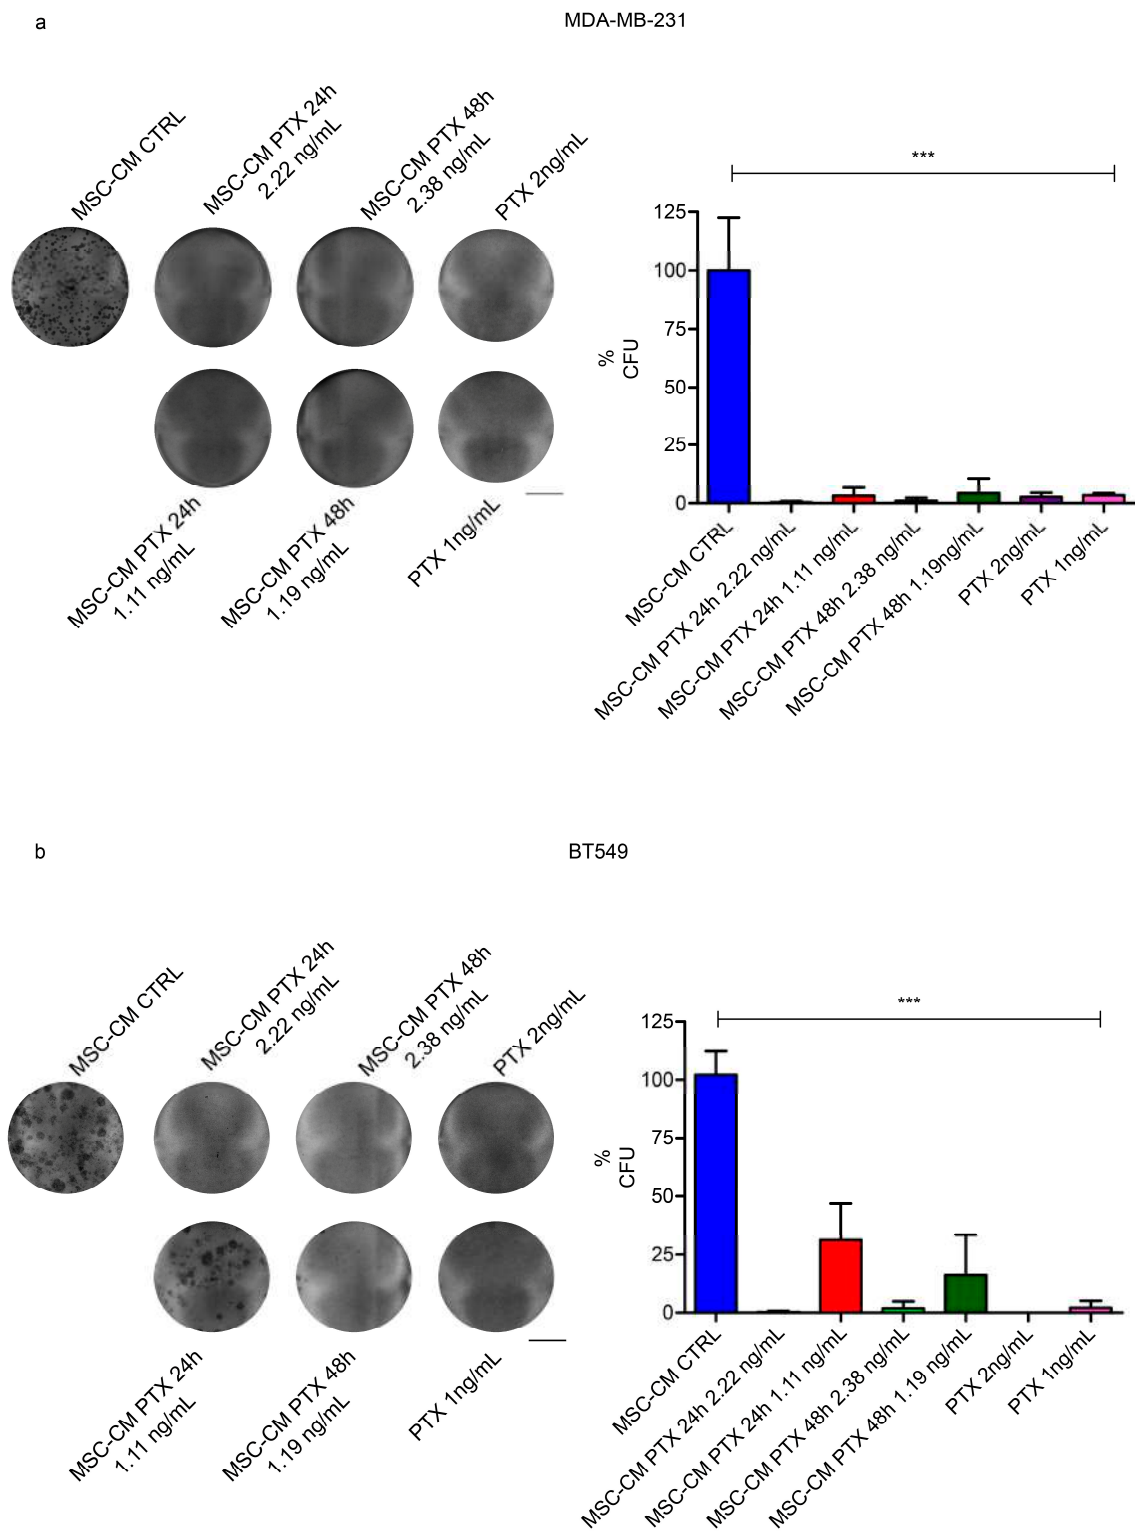 a
MDA-MB-231
MSC-CM CTRL
MSC-CM PTX 24h
2.22 ng/mL
MSC-CM PTX 48h
2.38 ng/mL
PTX 2ng/mL
MSC-CM PTX 24h
1.11 ng/mL
MSC-CM PTX 48h
1.19 ng/mL
PTX 1ng/mL
***
125
100
75
50
25
0
%
CFU
MSC-CM CTRL
MSC-CM PTX 24h 2.22 ng/mL
MSC-CM PTX 24h 1.11 ng/mL
MSC-CM PTX 48h 2.38 ng/mL
MSC-CM PTX 48h 1.19ng/mL
PTX 2ng/mL
PTX 1ng/mL
b
BT549
MSC-CM CTRL
MSC-CM PTX 24h
2.22 ng/mL
MSC-CM PTX 48h
2.38 ng/mL
PTX 2ng/mL
MSC-CM PTX 24h
1.11 ng/mL
MSC-CM PTX 48h
1.19 ng/mL
PTX 1ng/mL
***
125
100
75
50
25
0
%
CFU
MSC-CM CTRL
MSC-CM PTX 24h 2.22 ng/mL
MSC-CM PTX 24h 1.11 ng/mL
MSC-CM PTX 48h 2.38 ng/mL
MSC-CM PTX 48h 1.19 ng/mL
PTX 2ng/mL
PTX 1ng/mL